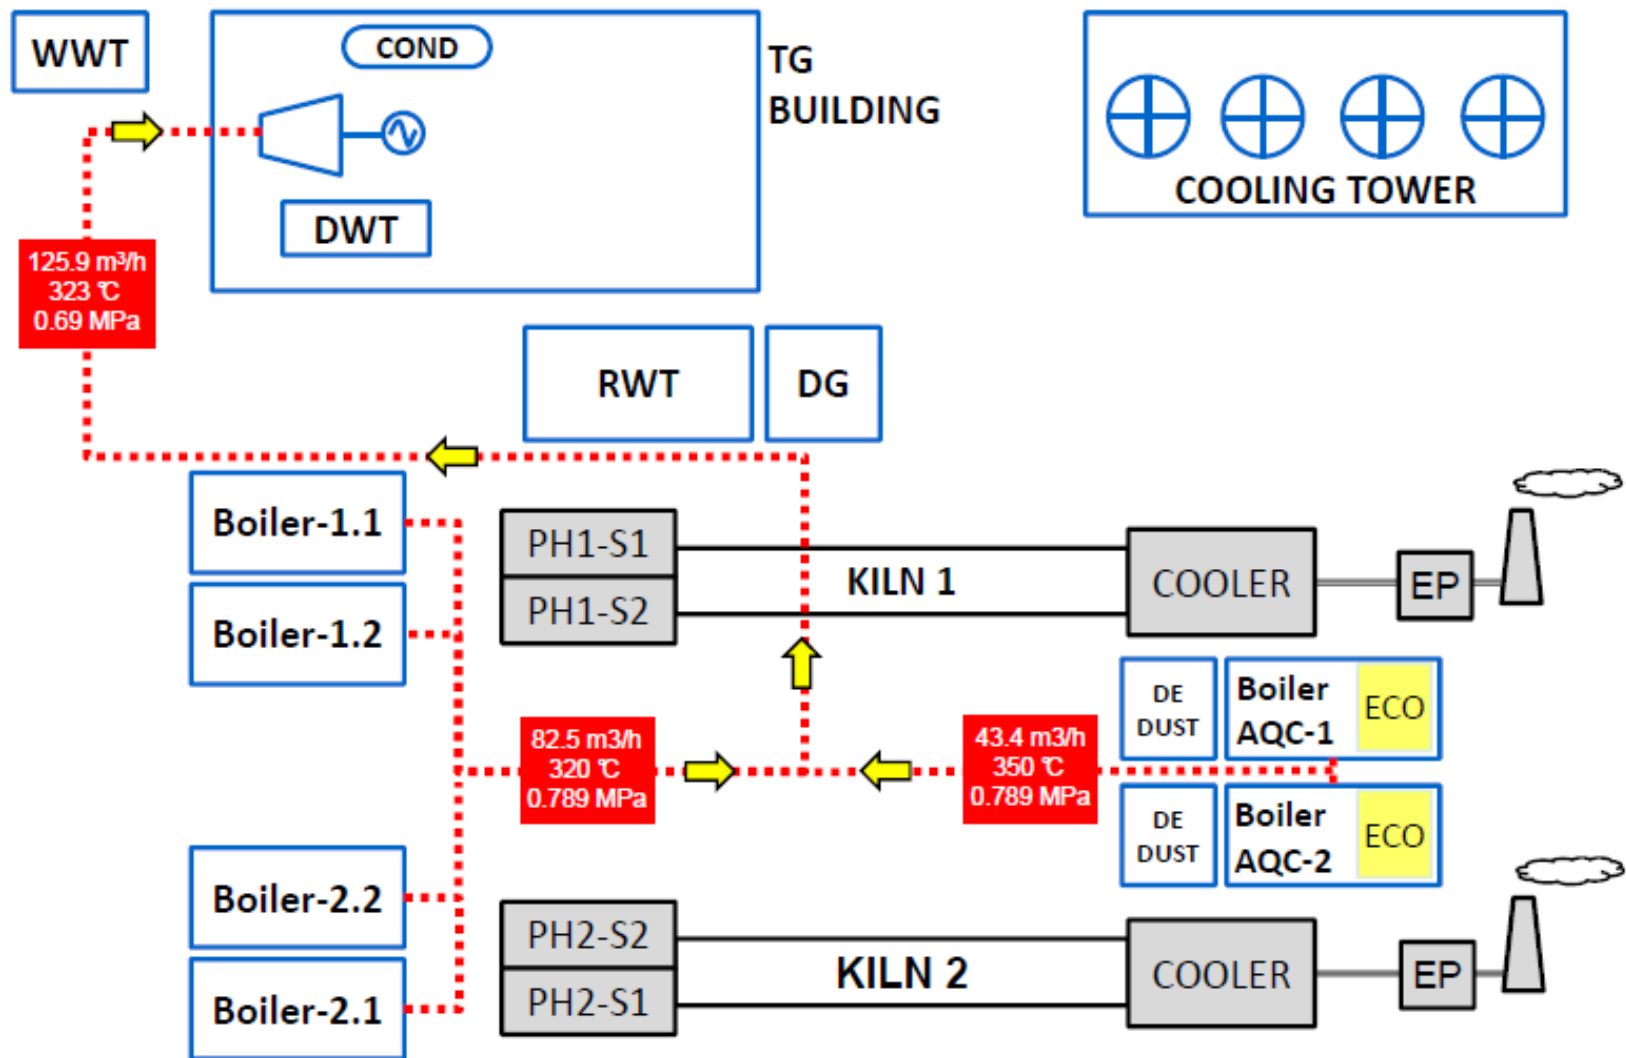 WWT
COND
TG
BUILDING
DWT
COOLING TOWER
125.9 m³/h
323 ℃
0.69 MPa
RWT
DG
Boiler-1.1
Boiler-1.2
PH1-S1
PH1-S2
KILN 1
COOLER
EP
82.5 m3/h
320 ℃
0.789 MPa
43.4 m3/h
350 ℃
0.789 MPa
DE
DUST
Boiler
AQC-1
ECO
DE
DUST
Boiler
AQC-2
ECO
Boiler-2.2
Boiler-2.1
PH2-S2
PH2-S1
KILN 2
COOLER
EP